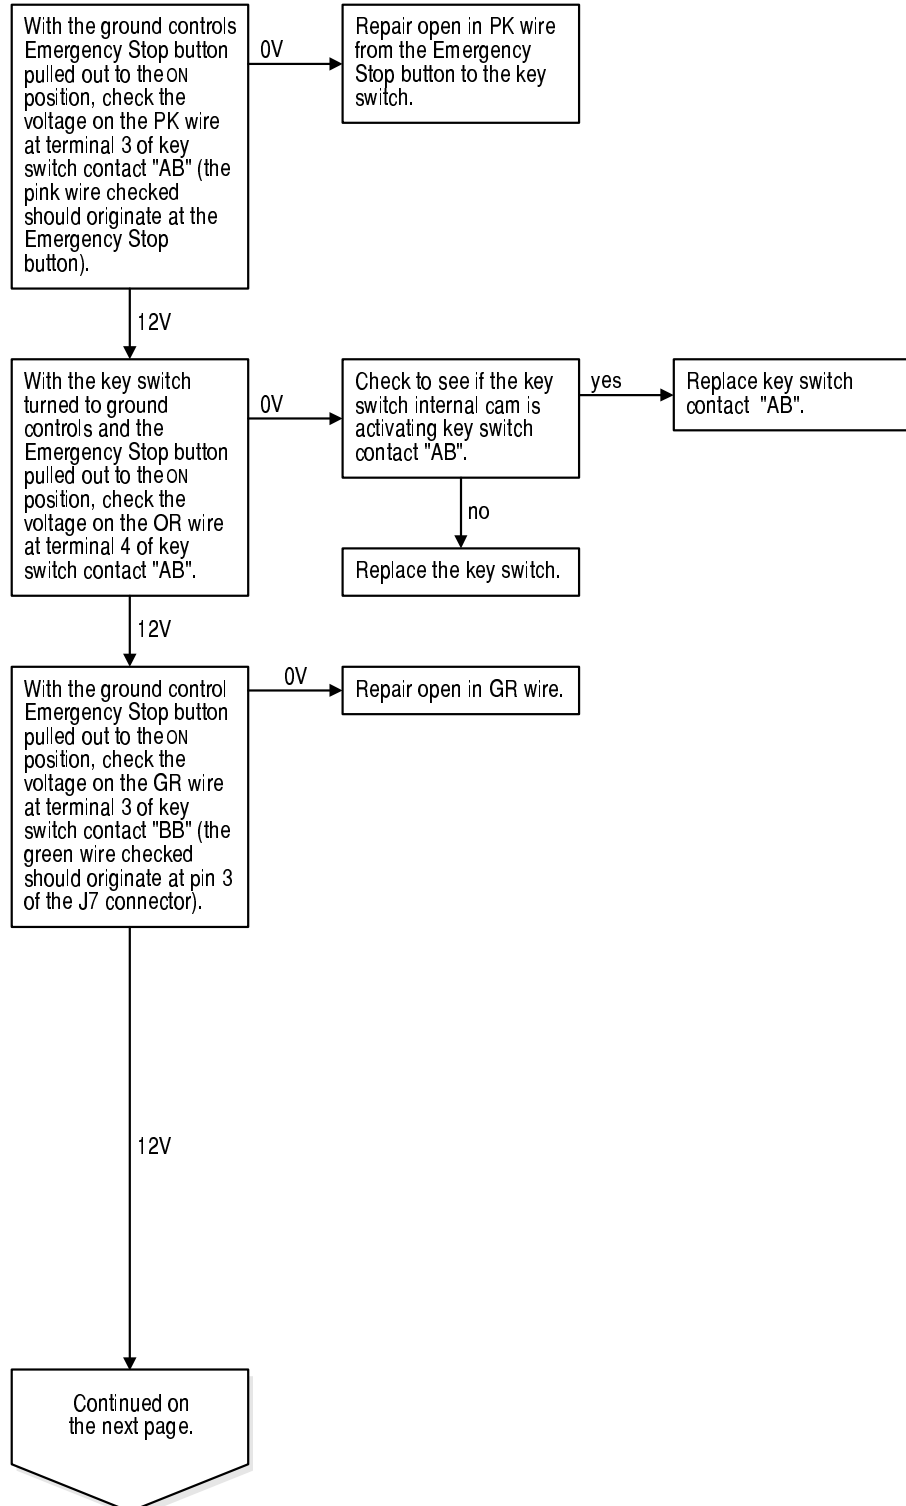 With the ground controls
Emergency Stop button
pulled out to the ON
position, check the
voltage on the PK wire
at terminal 3 of key
switch contact "AB" (the
pink wire checked
should originate at the
Emergency Stop
button).
0V
Repair open in PK wire
from the Emergency
Stop button to the key
switch.
12V
With the key switch
turned to ground
controls and the
Emergency Stop button
pulled out to the ON
position, check the
voltage on the OR wire
at terminal 4 of key
switch contact "AB".
0V
Check to see if the key
switch internal cam is
activating key switch
contact "AB".
yes
Replace key switch
contact "AB".
no
Replace the key switch.
12V
With the ground control
Emergency Stop button
pulled out to the ON
position, check the
voltage on the GR wire
at terminal 3 of key
switch contact "BB" (the
green wire checked
should originate at pin 3
of the J7 connector).
0V
Repair open in GR wire.
12V
Continued on
the next page.